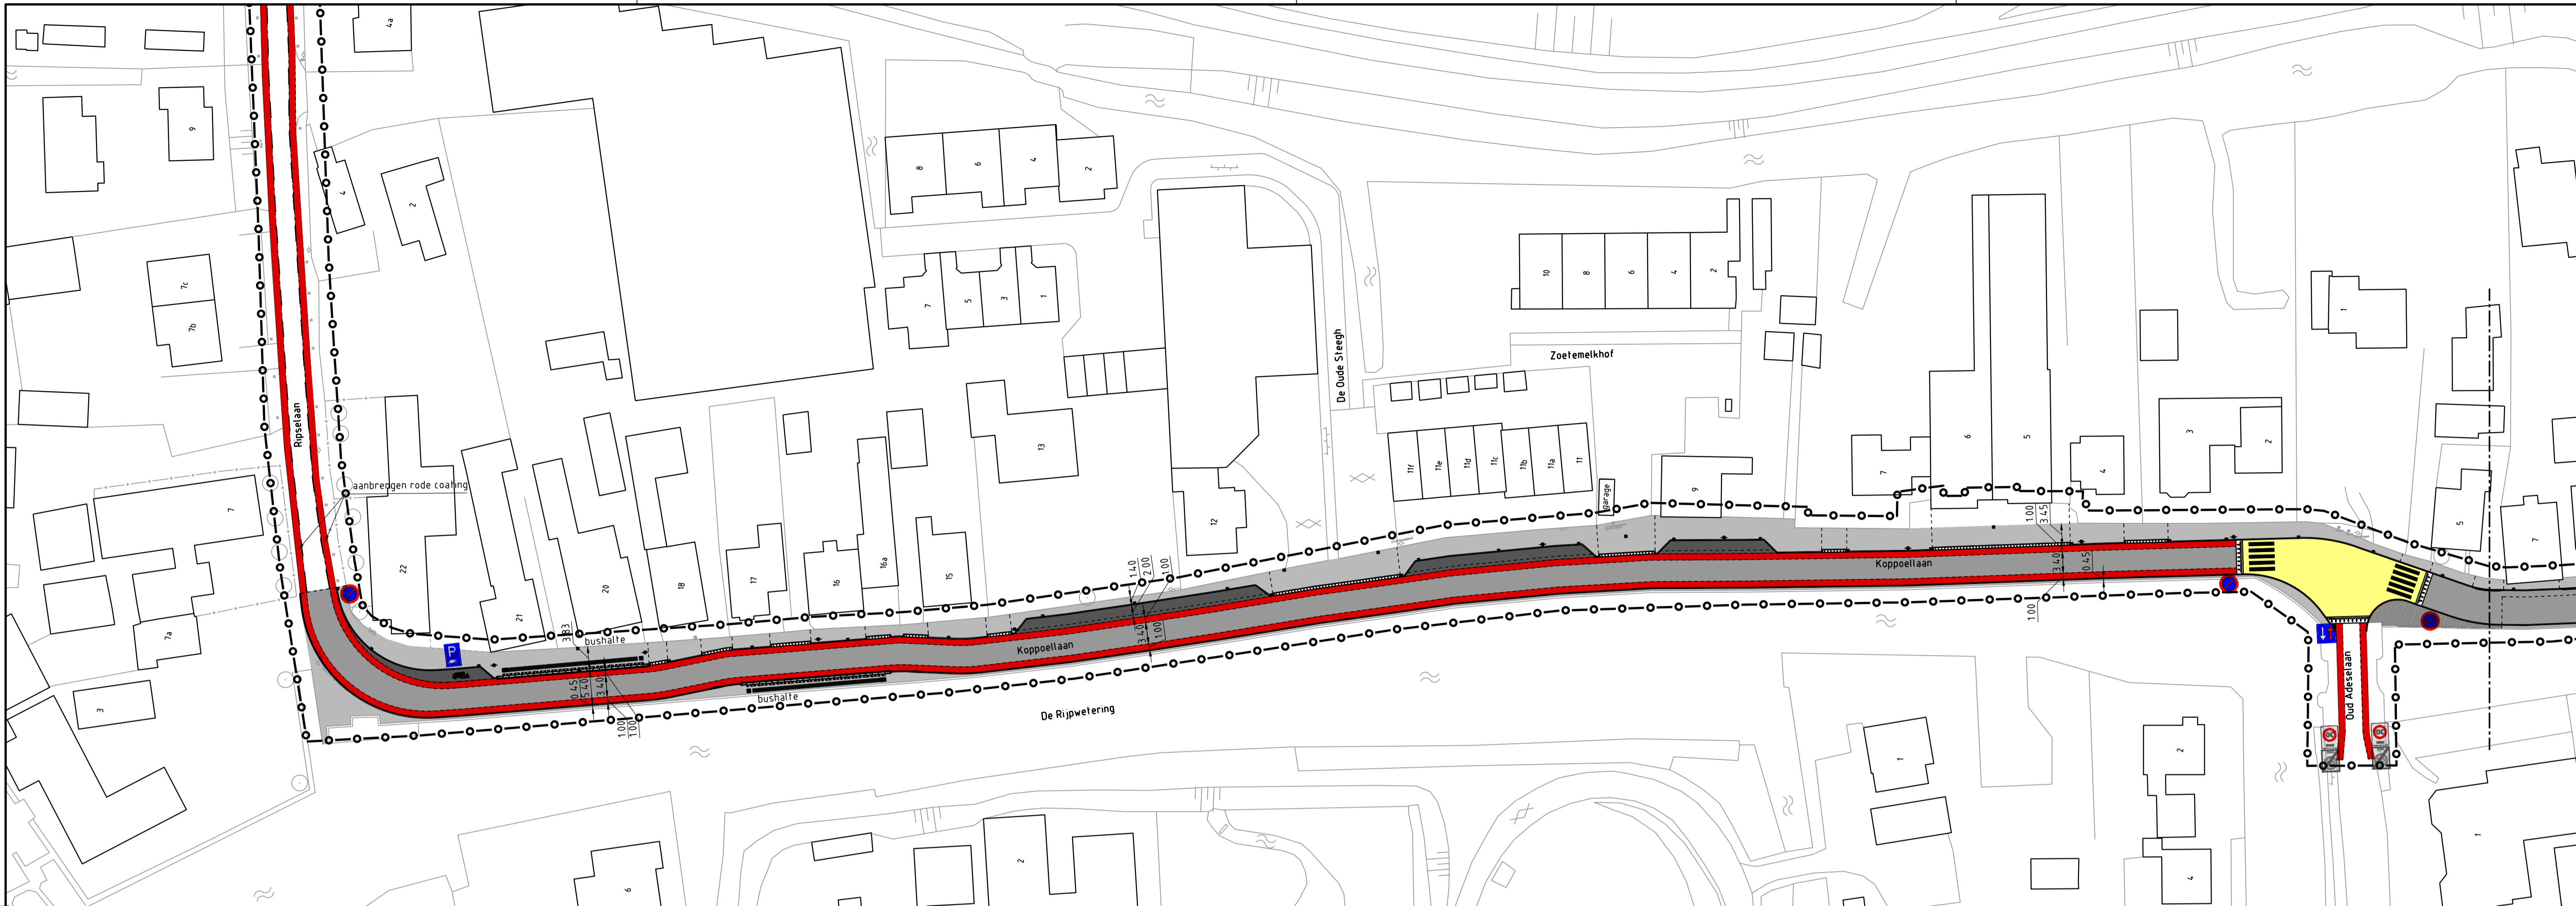 4a
9
4
2
8
6
4
2
7c
7b
7
5
3
1
10
8
6
4
2
1
De Oude Steegh
Zoetemelkhof
Ripselaan
aanbrengen rode coating
7
22
21
20
18
17
16
16a
15
13
12
11f
11e
11d
11c
11b
11a
11
garage
9
7
6
5
4
3
2
5
7
1.00
3.45
3.40
0.45
1.00
Koppoellaan
1.40
2.00
1.00
3.40
1.00
Koppoellaan
3.83
bushalte
P
0.45
5.40
3.40
1.00
1.00
bushalte
De Rijpwetering
Oud Adeselaan
7a
3
6
2
1
2
4
1